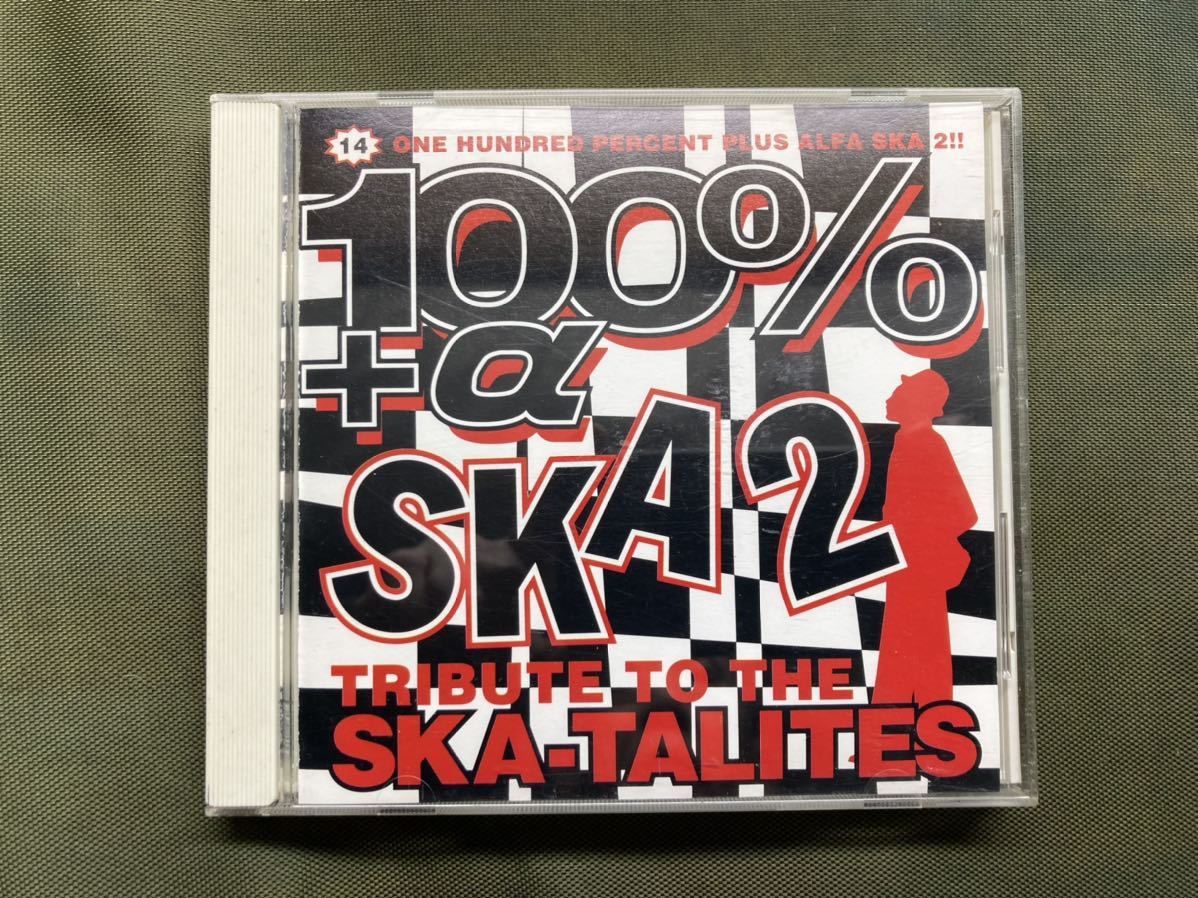 14 ONE HUNDRED PERCENT PLUS ALFA SKA 2!!
100%
+α
SKA 2
TRIBUTE TO THE
SKA-TALITES